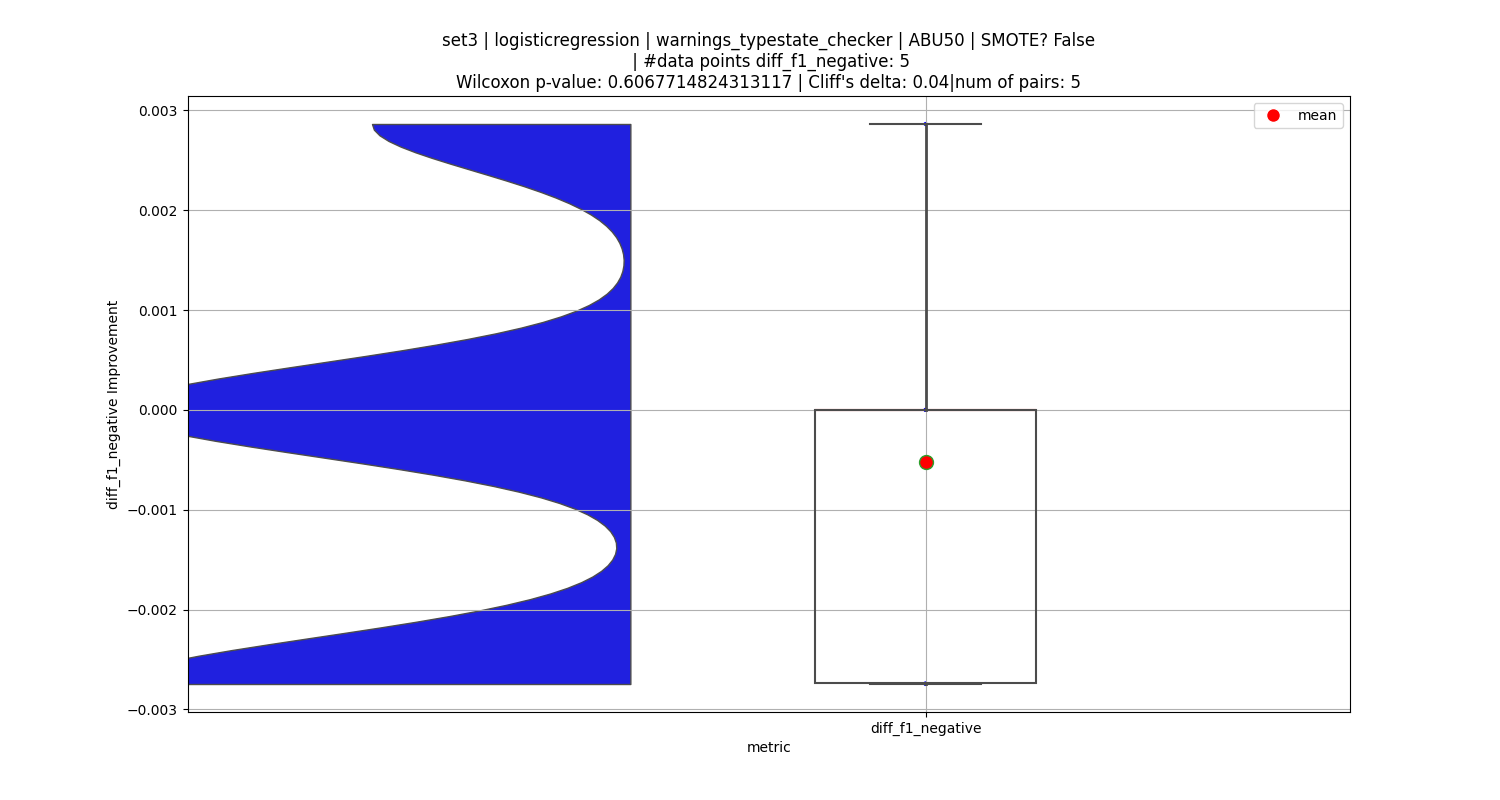 set3 | logisticregression | warnings_typestate_checker | ABU50 | SMOTE? False
| #data points diff_f1_negative: 5
Wilcoxon p-value: 0.6067714824313117 | Cliff's delta: 0.04|num of pairs: 5
mean
0.003
0.002
0.001
0.000
−0.001
−0.002
−0.003
diff_f1_negative Improvement
diff_f1_negative
metric